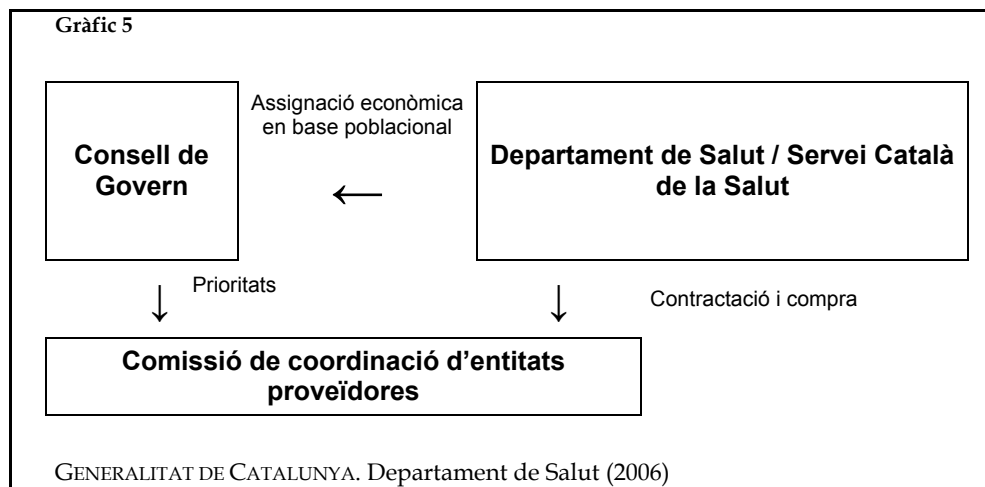 Gràfic 5
Assignació econòmica
en base poblacional
Consell de
Govern
←
Departament de Salut / Servei Català
de la Salut
↓
Prioritats
↓
Contractació i compra
Comissió de coordinació d'entitats
proveïdores
GENERALITAT DE CATALUNYA. Departament de Salut (2006)